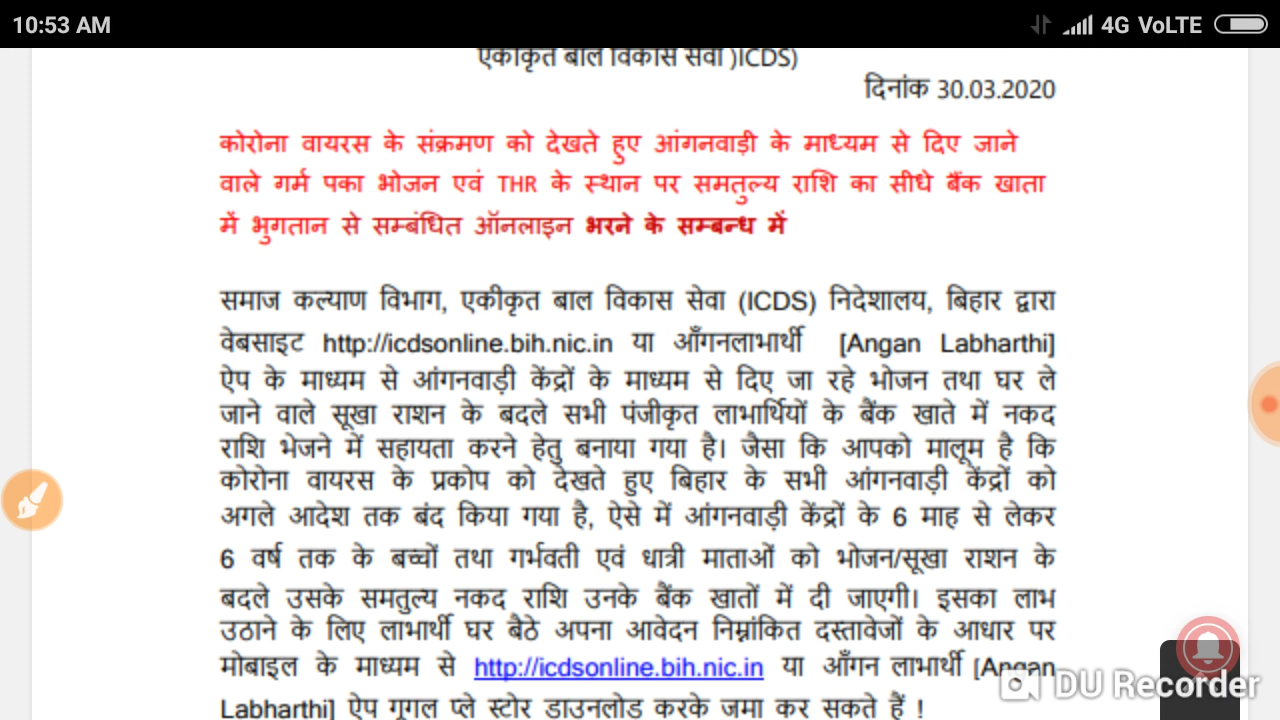 10:53 AM 4G VoLTE
एकीकृत बाल विकास सेवा )ICDS)
दिनांक 30.03.2020
कोरोना वायरस के संक्रमण को देखते हुए आंगनवाड़ी के माध्यम से दिए जाने
वाले गर्म पका भोजन एवं THR के स्थान पर समतुल्य राशि का सीधे बैंक खाता
में भुगतान से सम्बंधित ऑनलाइन भरने के सम्बन्ध में
समाज कल्याण विभाग, एकीकृत बाल विकास सेवा (ICDS) निदेशालय, बिहार द्वारा
वेबसाइट http://icdsonline.bih.nic.in या आँगनलाभार्थी [Angan Labharthi]
ऐप के माध्यम से आंगनवाड़ी केंद्रों के माध्यम से दिए जा रहे भोजन तथा घर ले
जाने वाले सूखा राशन के बदले सभी पंजीकृत लाभार्थियों के बैंक खाते में नकद
राशि भेजने में सहायता करने हेतु बनाया गया है। जैसा कि आपको मालूम है कि
कोरोना वायरस के प्रकोप को देखते हुए बिहार के सभी आंगनवाड़ी केंद्रों को
अगले आदेश तक बंद किया गया है, ऐसे में आंगनवाड़ी केंद्रों के 6 माह से लेकर
6 वर्ष तक के बच्चों तथा गर्भवती एवं धात्री माताओं को भोजन/सूखा राशन के
बदले उसके समतुल्य नकद राशि उनके बैंक खातों में दी जाएगी। इसका लाभ
उठाने के लिए लाभार्थी घर बैठे अपना आवेदन निम्नांकित दस्तावेजों के आधार पर
मोबाइल के माध्यम से http://icdsonline.bih.nic.in या आँगन लाभार्थी [Angan
Labharthi] ऐप गूगल प्ले स्टोर डाउनलोड करके जमा कर सकते हैं !
DU Recorder